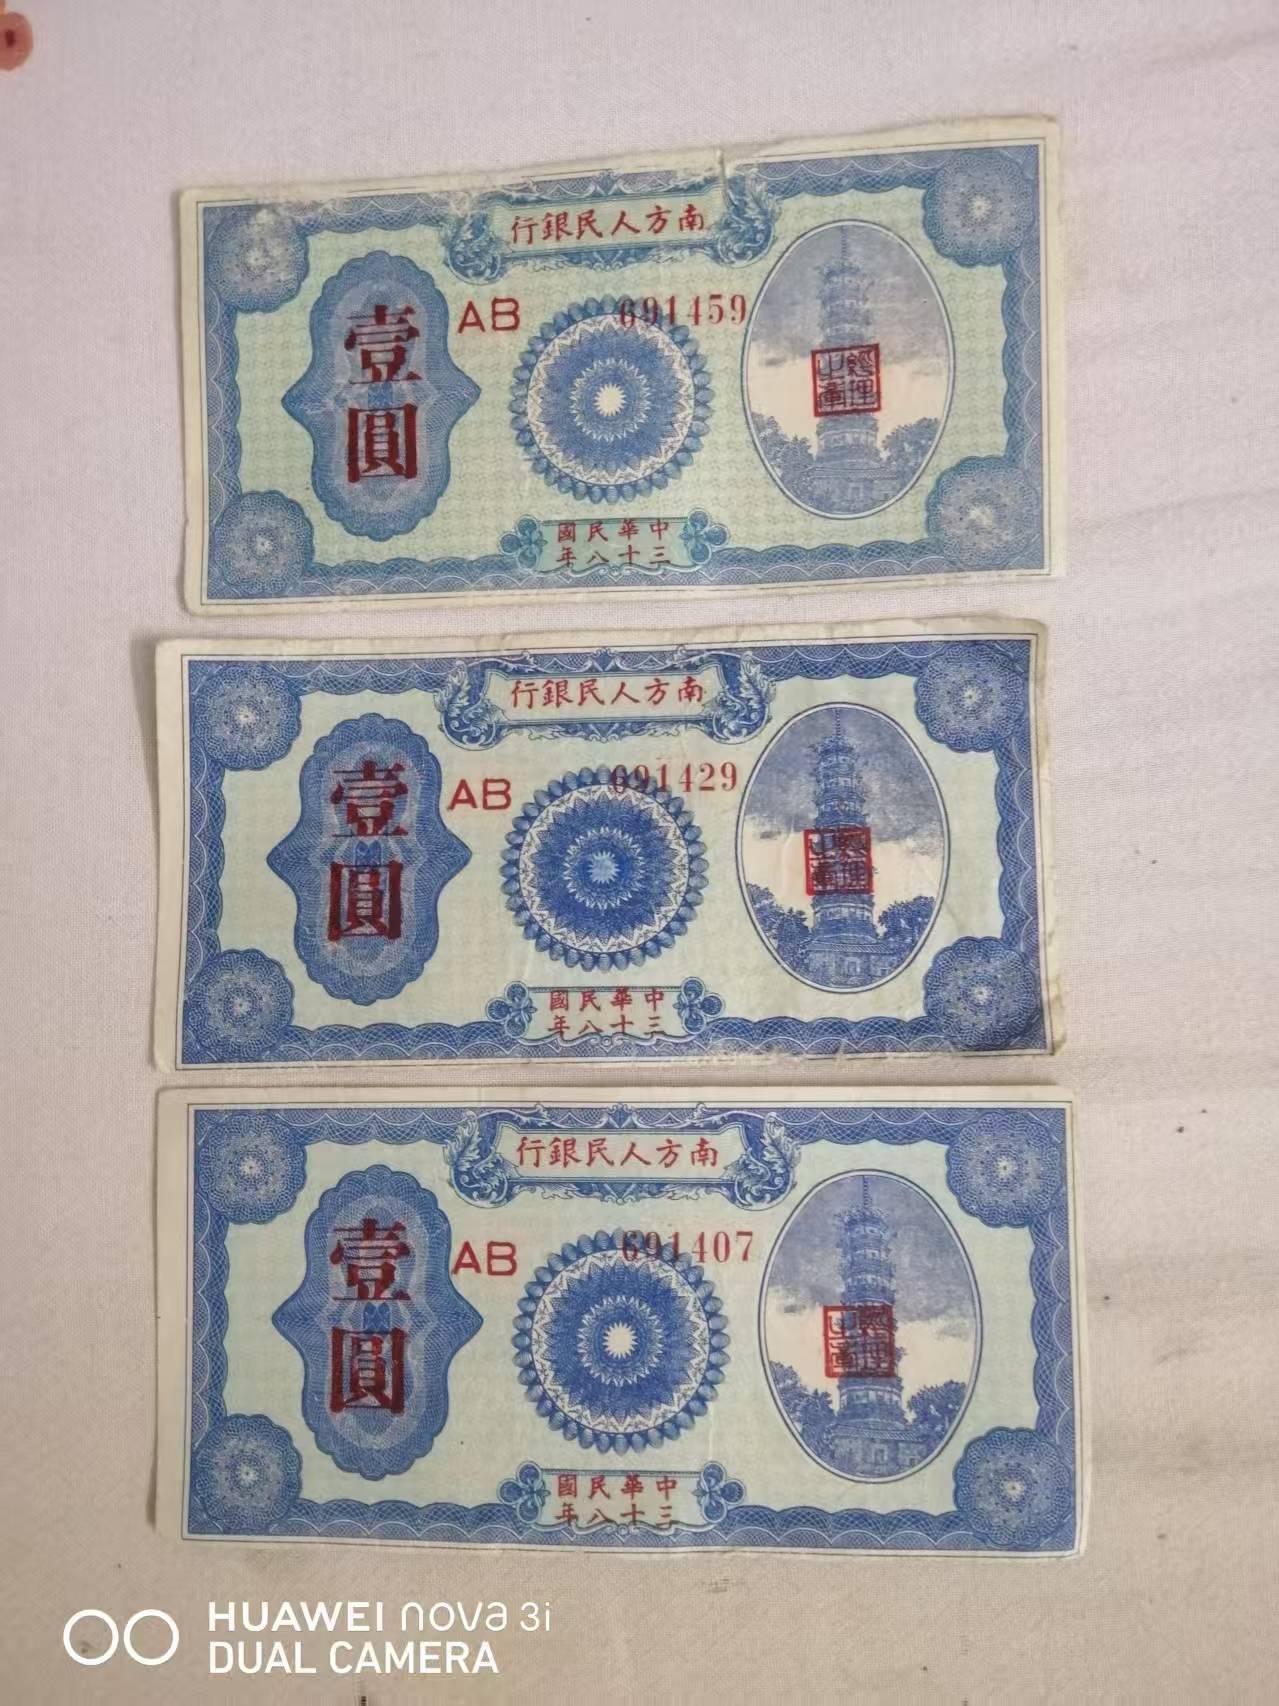 南方人民銀行
AB 691459
壹圓
經理之章
中華民國
三十八年
南方人民銀行
AB 691429
壹圓
經理之章
中華民國
三十八年
南方人民銀行
AB 691407
壹圓
經理之章
中華民國
三十八年
HUAWEI nova 3i
DUAL CAMERA